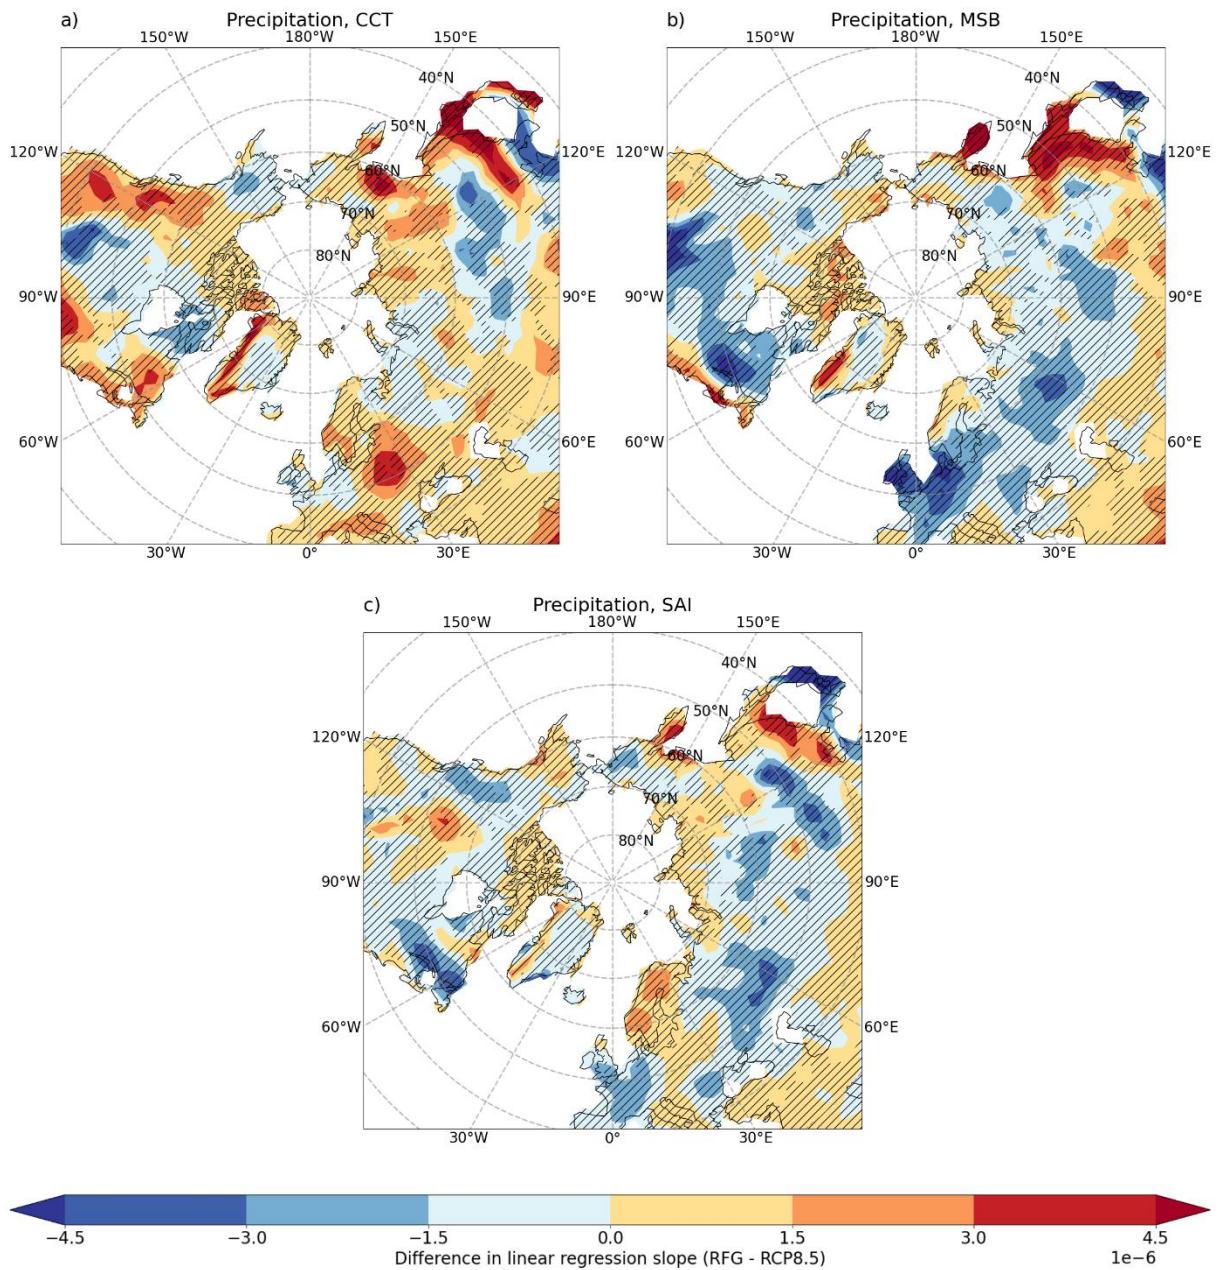 a) Precipitation, CCT
150°W 180°W 150°E
40°N
50°N
120°W 60°N 120°E
70°N
80°N
90°W 90°E
60°W 60°E
30°W 0° 30°E
b) Precipitation, MSB
150°W 180°W 150°E
40°N
50°N
120°W 60°N 120°E
70°N
80°N
90°W 90°E
60°W 60°E
30°W 0° 30°E
c) Precipitation, SAI
150°W 180°W 150°E
40°N
50°N
120°W 60°N 120°E
70°N
80°N
90°W 90°E
60°W 60°E
30°W 0° 30°E
−4.5 −3.0 −1.5 0.0 1.5 3.0 4.5
Difference in linear regression slope (RFG - RCP8.5) 1e−6